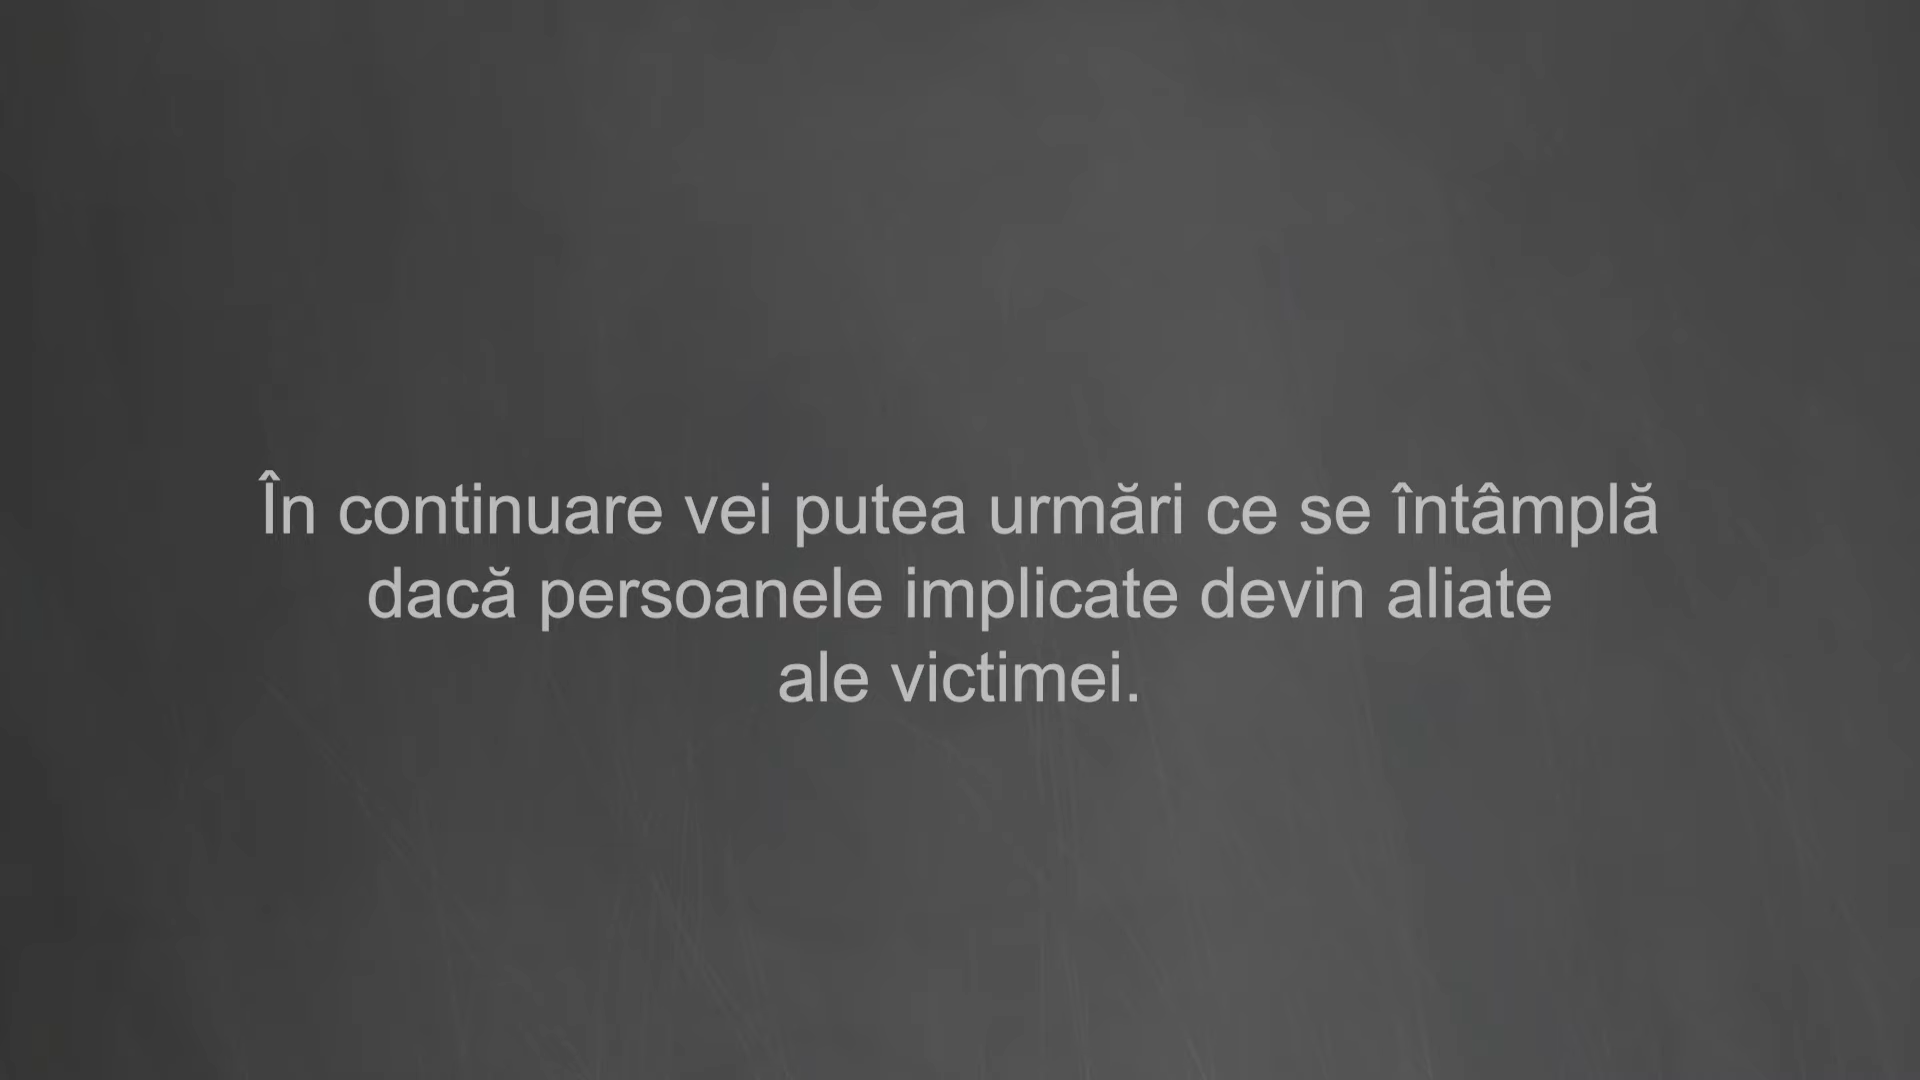 În continuare vei putea urmări ce se întâmplă
dacă persoanele implicate devin aliate
ale victimei.